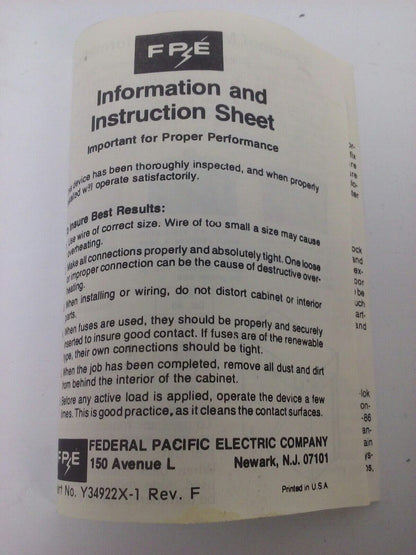 FPE
Information and
Instruction Sheet
Important for Proper Performance
device has been thoroughly inspected, and when properly
will operate satisfactorily.
Insure Best Results:
Use wire of correct size. Wire of too small a size may cause
overheating.
Make all connections properly and absolutely tight. One loose
or improper connection can be the cause of destructive over-
heating.
When installing or wiring, do not distort cabinet or interior
parts.
When fuses are used, they should be properly and securely
inserted to insure good contact. If fuses are of the renewable
type, their own connections should be tight.
When the job has been completed, remove all dust and dirt
from behind the interior of the cabinet.
Before any active load is applied, operate the device a few
times. This is good practice, as it cleans the contact surfaces.
FPE
FEDERAL PACIFIC ELECTRIC COMPANY
150 Avenue L Newark, N.J. 07101
No. Y34922X-1 Rev. F
Printed in U.S.A.